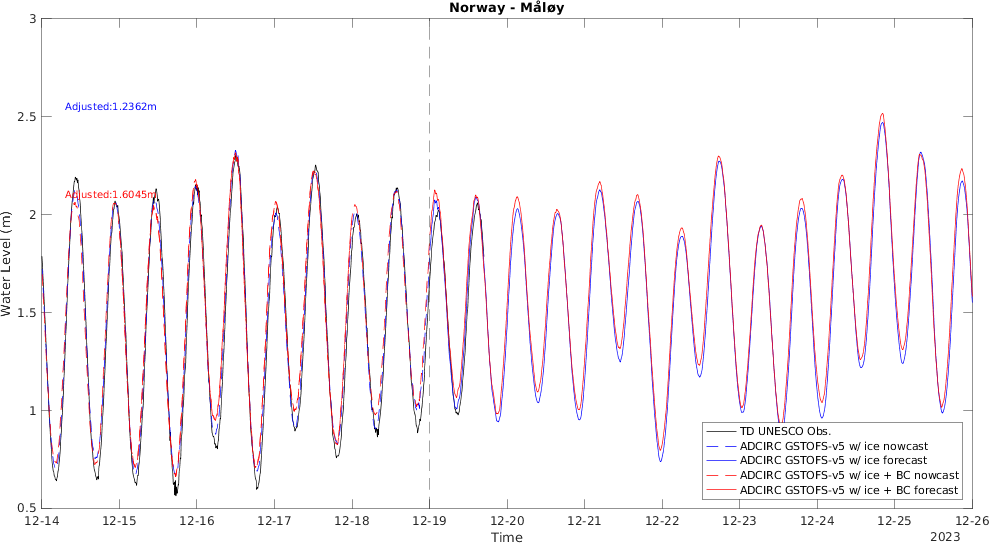 Norway - Måløy
3
2.5
2
1.5
1
0.5
Water Level (m)
Adjusted:1.2362m
Adjusted:1.6045m
TD UNESCO Obs.
ADCIRC GSTOFS-v5 w/ ice nowcast
ADCIRC GSTOFS-v5 w/ ice forecast
ADCIRC GSTOFS-v5 w/ ice + BC nowcast
ADCIRC GSTOFS-v5 w/ ice + BC forecast
12-14 12-15 12-16 12-17 12-18 12-19 12-20 12-21 12-22 12-23 12-24 12-25 12-26
Time
2023